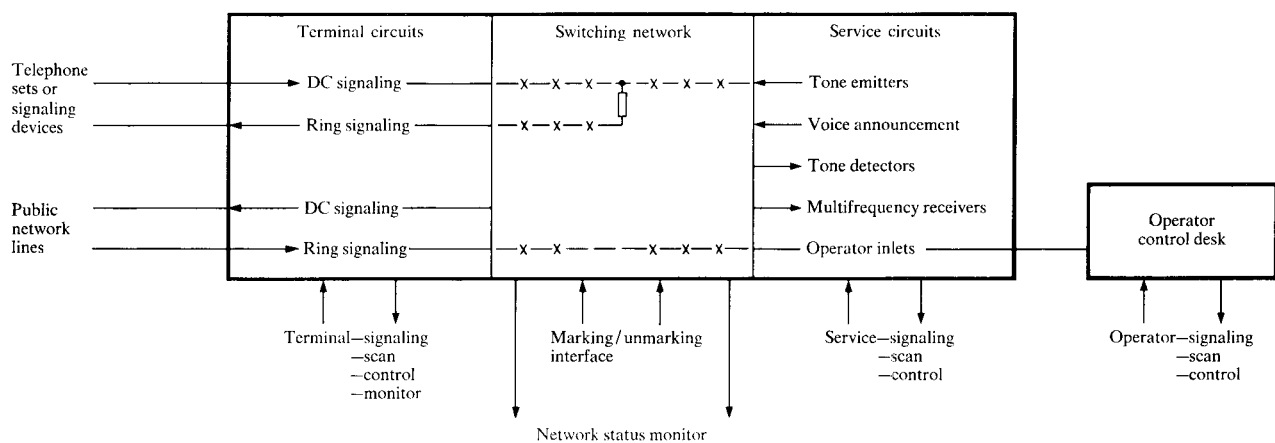 Terminal circuits
Switching network
Service circuits
Telephone
sets or
signaling
devices
DC signaling
—x—x—x— —x—x—x—
Tone emitters
Ring signaling
—x—x—x—
Voice announcement
Tone detectors
Public
network
lines
DC signaling
Multifrequency receivers
Ring signaling
—x—x— — —x—x—x—
Operator inlets
Operator
control desk
Terminal—signaling
—scan
—control
—monitor
Marking/unmarking
interface
Service—signaling
—scan
—control
Operator—signaling
—scan
—control
Network status monitor